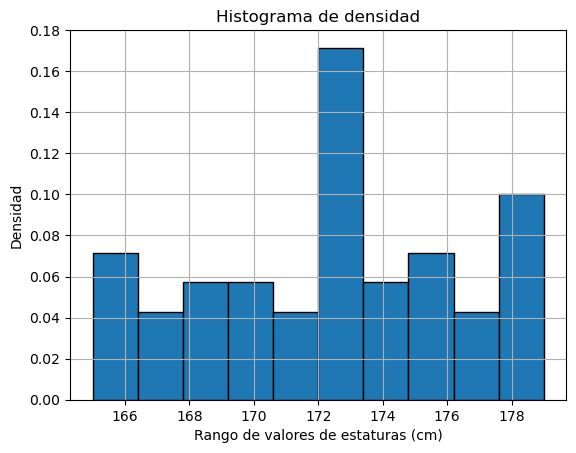 Histograma de densidad
0.18
0.16
0.14
0.12
0.10
0.08
0.06
0.04
0.02
0.00
Densidad
166 168 170 172 174 176 178
Rango de valores de estaturas (cm)